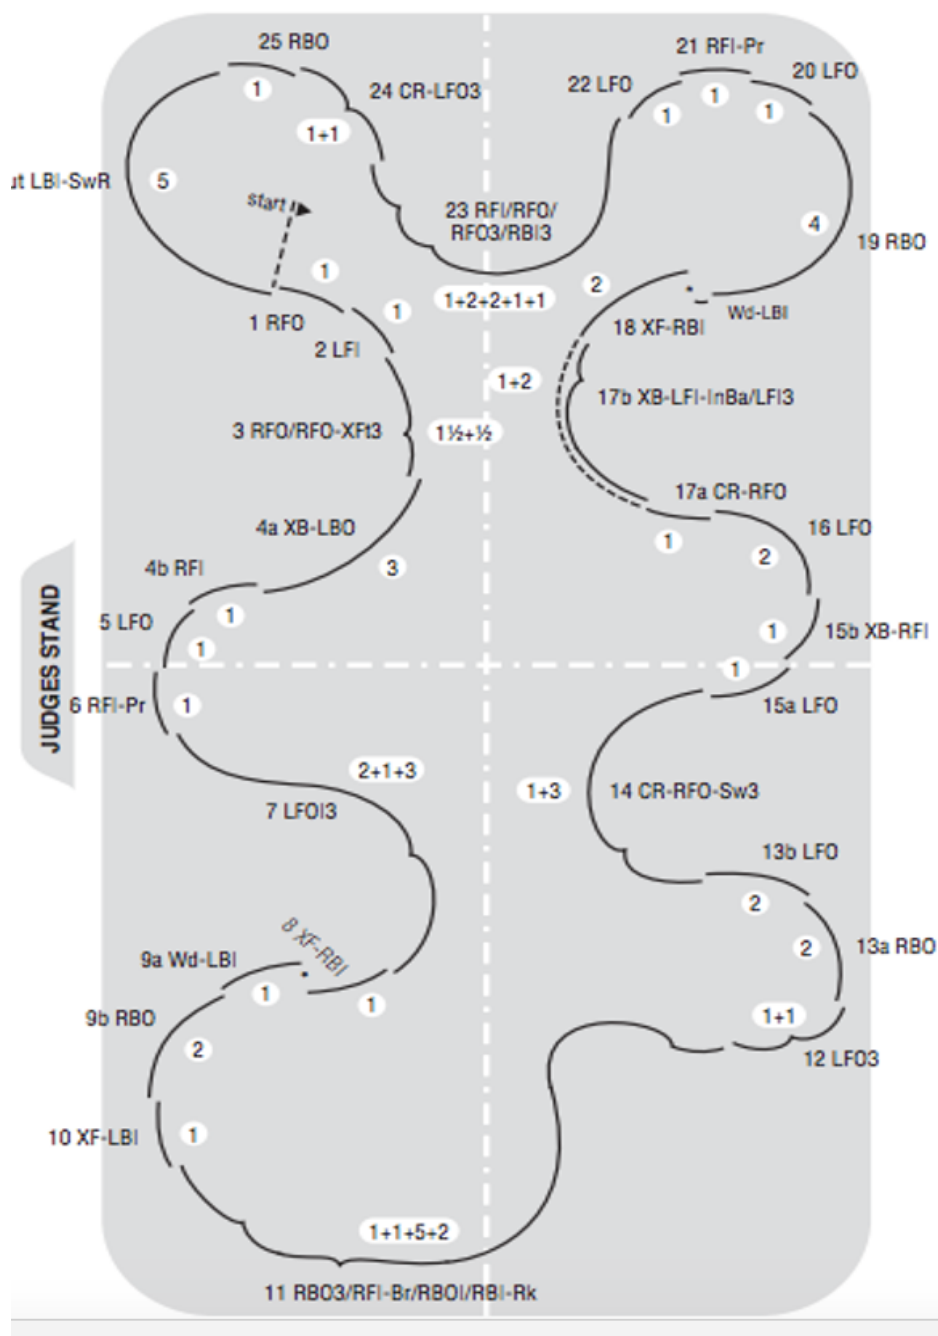 25 RBO
1
24 CR-LFO3
1+1
21 RFI-Pr
22 LFO
20 LFO
1
1
1
ut LBI-SwR
5
start
23 RFI/RFO/
RFO3/RBI3
4
19 RBO
1
1+2+2+1+1
2
1 RFO
1
Wd-LBI
18 XF-RBI
2 LFI
1+2
17b XB-LFI-InBa/LFI3
3 RFO/RFO-XFt3
1½+½
17a CR-RFO
4a XB-LBO
1
16 LFO
2
4b RFI
3
5 LFO
1
1
1
15b XB-RFI
JUDGES STAND
1
15a LFO
6 RFI-Pr
1
2+1+3
1+3
14 CR-RFO-Sw3
7 LFOI3
13b LFO
2
8 XF-RBI
2
13a RBO
9a Wd-LBI
1
1
9b RBO
1+1
2
12 LFO3
10 XF-LBI
1
1+1+5+2
11 RBO3/RFI-Br/RBOI/RBI-Rk